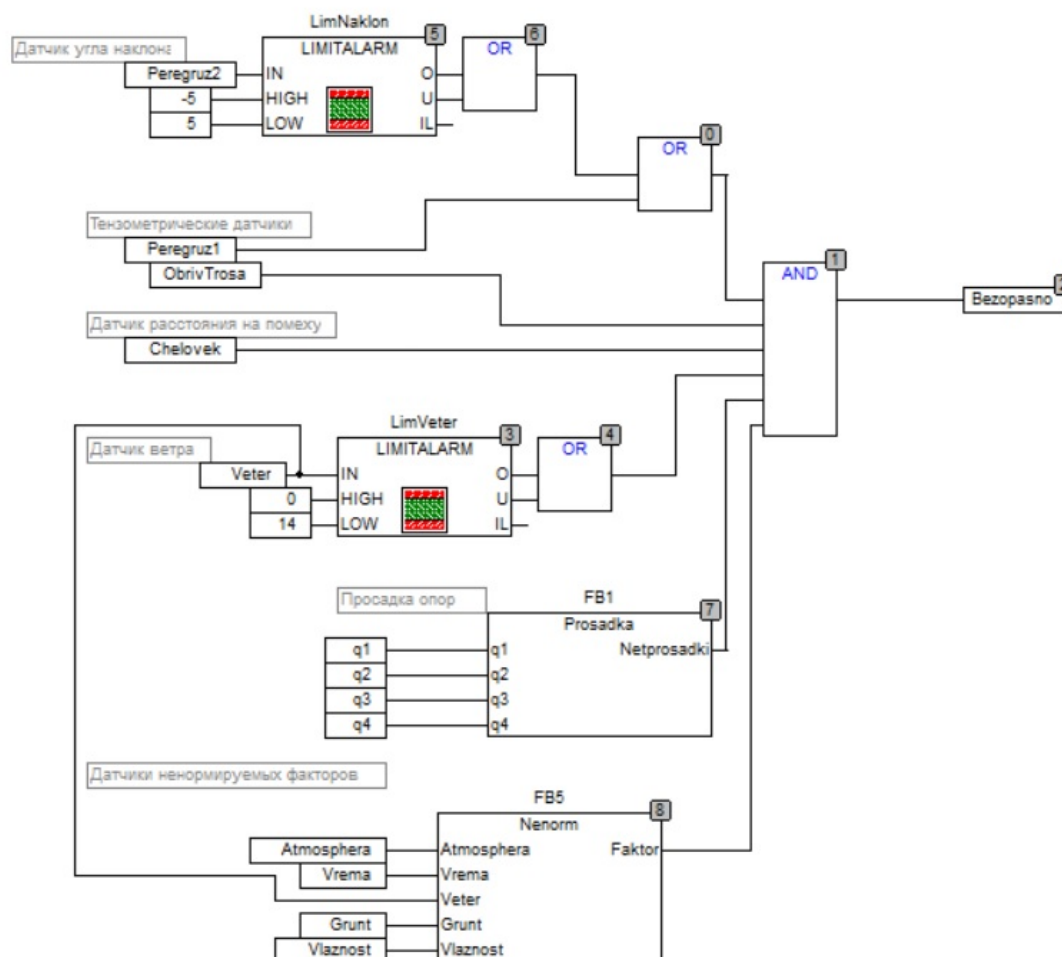 LimNaklon
Датчик угла наклона
LIMITALARM
5
OR
6
Peregruz2
IN
O
-5
HIGH
U
5
LOW
IL
OR
0
Тензометрические датчики
Peregruz1
ObrivTrosa
AND
1
Bezopasno
2
Датчик расстояния на помеху
Chelovek
LimVeter
Датчик ветра
LIMITALARM
3
OR
4
Veter
IN
O
0
HIGH
U
14
LOW
IL
Просадка опор
FB1
7
Prosadka
Netprosadki
q1
q1
q2
q2
q3
q3
q4
q4
Датчики ненормируемых факторов
FB5
8
Nenorm
Atmosphera
Atmosphera
Faktor
Vrema
Vrema
Veter
Grunt
Grunt
Vlaznost
Vlaznost